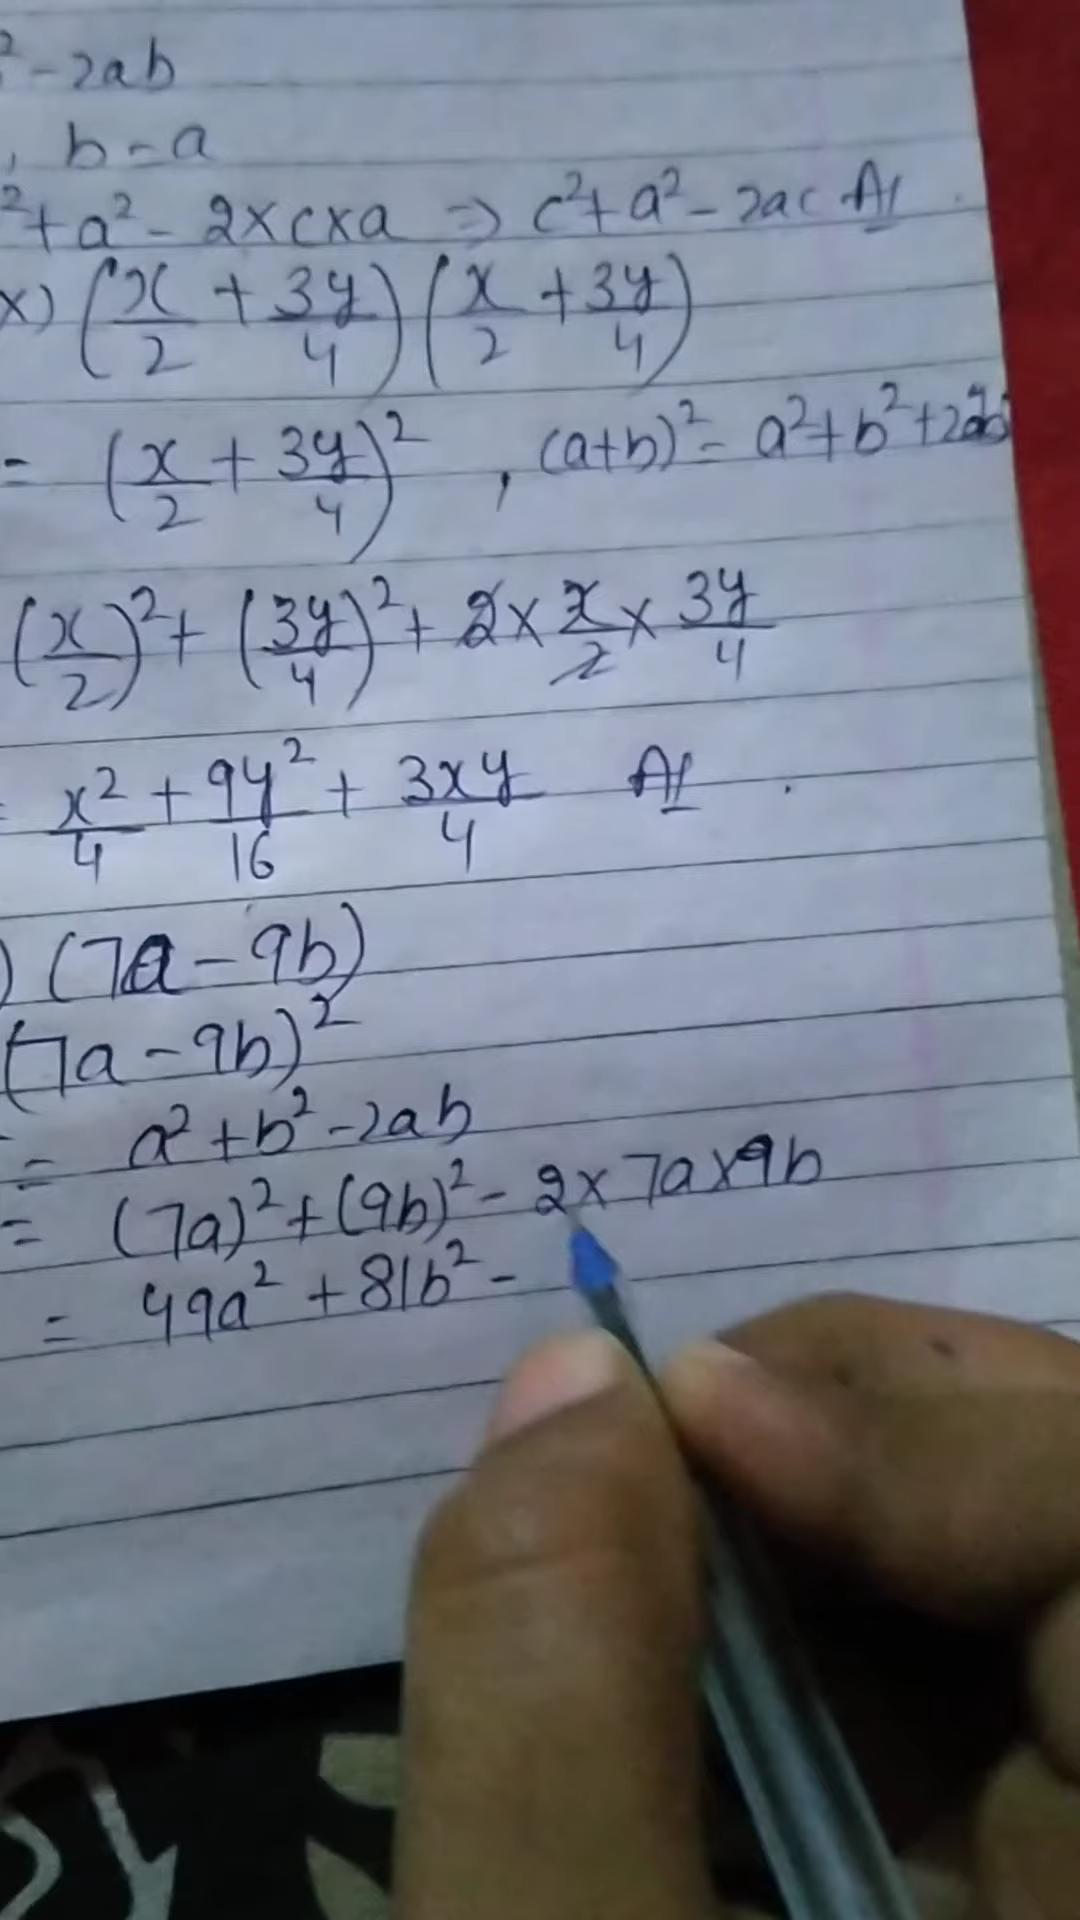 ² - 2ab
, b = a
² + a² - 2×c×a ⇒ c² + a² - 2ac A/
x) (x/2 + 3y/4) (x/2 + 3y/4)
= (x/2 + 3y/4)² , (a+b)² = a² + b² + 2ab
(x/2)² + (3y/4)² + 2 × x/2 × 3y/4
= x²/4 + 9y²/16 + 3xy/4 A/ .
) (7a - 9b)
(7a - 9b)²
= a² + b² - 2ab
= (7a)² + (9b)² - 2 × 7a × 9b
= 49a² + 81b² -